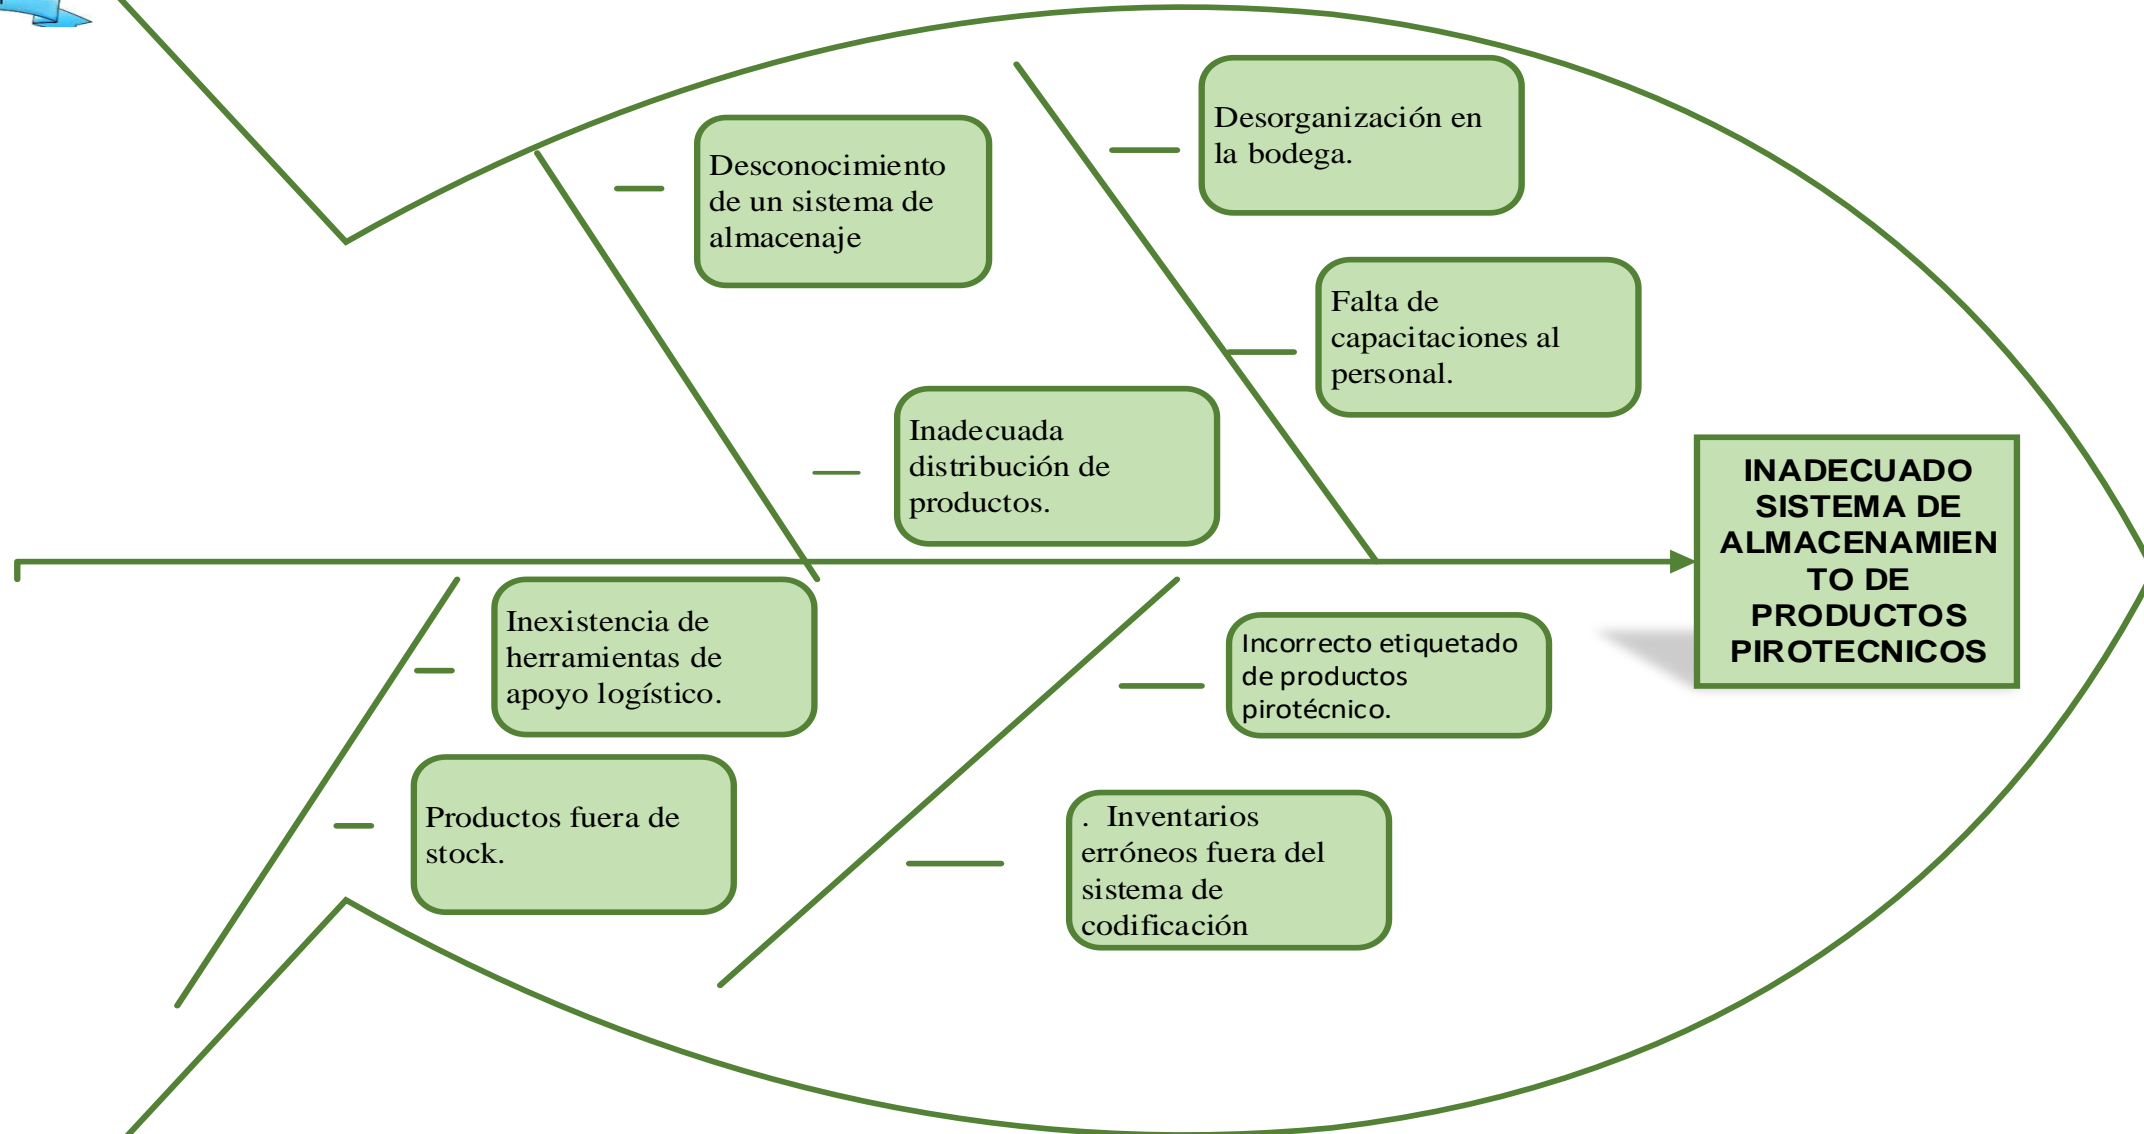 Desorganización en
la bodega.
Desconocimiento
de un sistema de
almacenaje
Falta de
capacitaciones al
personal.
Inadecuada
distribución de
productos.
INADECUADO
SISTEMA DE
ALMACENAMIEN
TO DE
PRODUCTOS
PIROTECNICOS
Inexistencia de
herramientas de
apoyo logístico.
Incorrecto etiquetado
de productos
pirotécnico.
Productos fuera de
stock.
. Inventarios
erróneos fuera del
sistema de
codificación